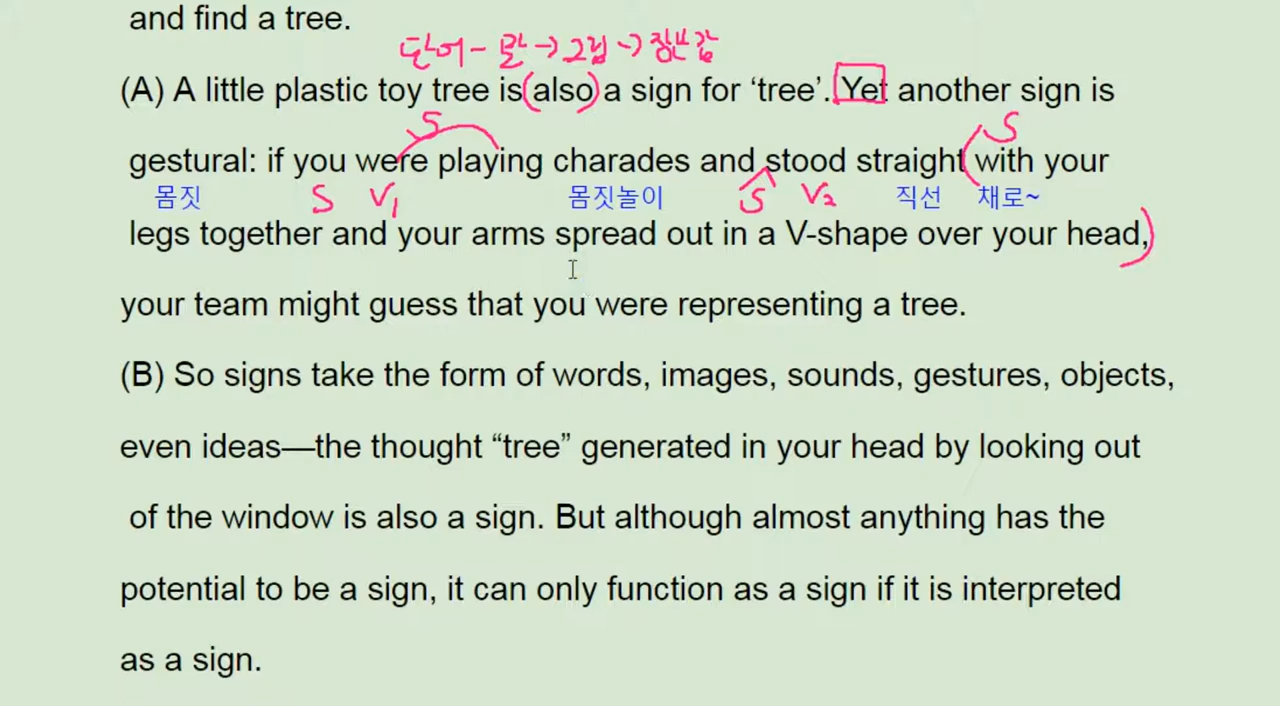 and find a tree.
단어 - 말 → 그림 → 장난감
(A) A little plastic toy tree is (also) a sign for ‘tree’. Yet another sign is
S S
gestural: if you were playing charades and stood straight (with your
몸짓 S V1 몸짓놀이 S V2 직선 채로~
legs together and your arms spread out in a V-shape over your head,)
your team might guess that you were representing a tree.
(B) So signs take the form of words, images, sounds, gestures, objects,
even ideas—the thought “tree” generated in your head by looking out
of the window is also a sign. But although almost anything has the
potential to be a sign, it can only function as a sign if it is interpreted
as a sign.